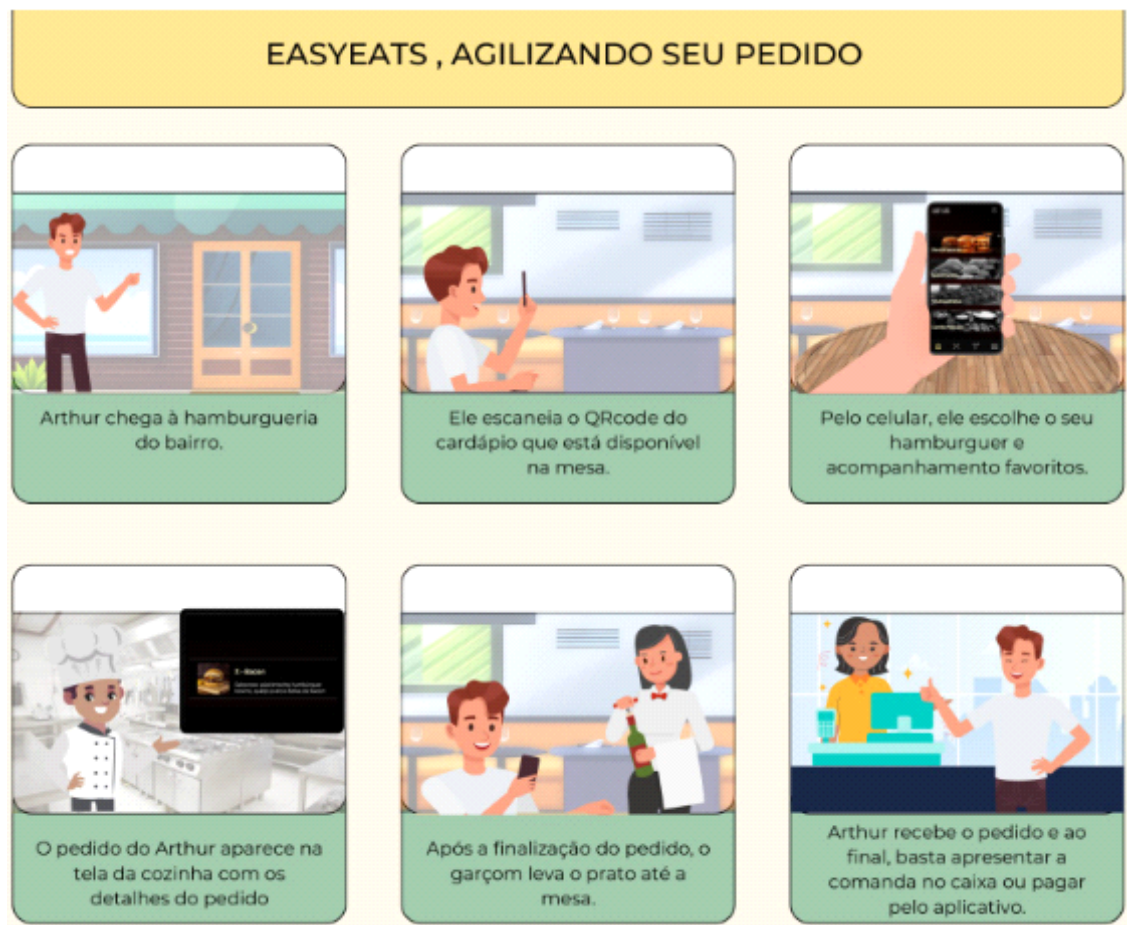 EASYEATS , AGILIZANDO SEU PEDIDO
Arthur chega à hamburgueria
do bairro.
Ele escaneia o QRcode do
cardápio que está disponível
na mesa.
Pelo celular, ele escolhe o seu
hamburguer e
acompanhamento favoritos.
O pedido do Arthur aparece na
tela da cozinha com os
detalhes do pedido
Após a finalização do pedido, o
garçom leva o prato até a
mesa.
Arthur recebe o pedido e ao
final, basta apresentar a
comanda no caixa ou pagar
pelo aplicativo.